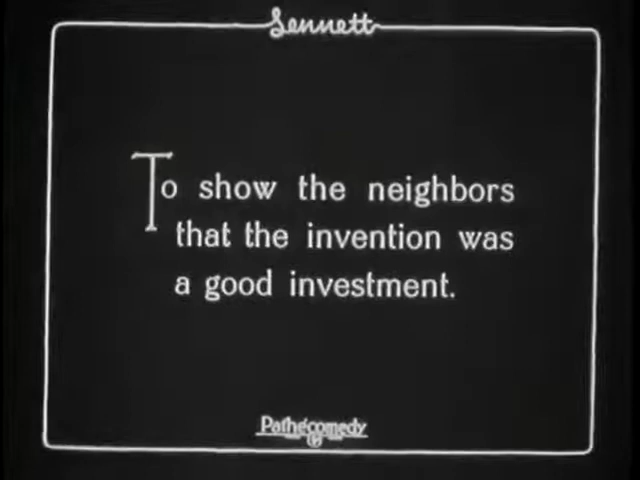 Sennett
To show the neighbors
that the invention was
a good investment.
Pathécomedy